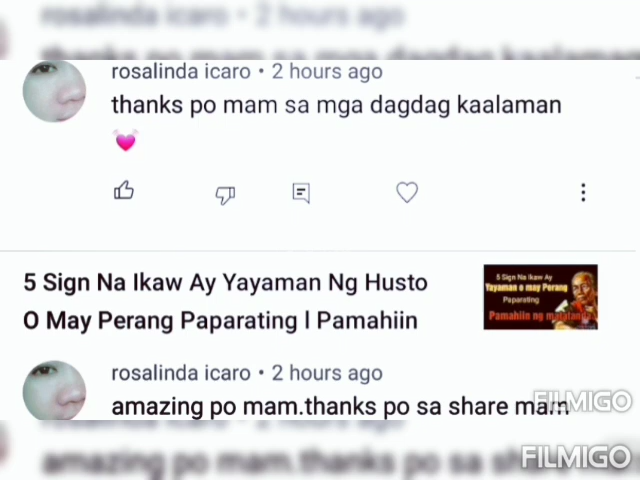 rosalinda icaro • 2 hours ago
rosalinda icaro • 2 hours ago
thanks po mam sa mga dagdag kaalaman
💓
5 Sign Na Ikaw Ay Yayaman Ng Husto
O May Perang Paparating l Pamahiin
5 Sign Na Ikaw Ay
Yayaman o may Perang
Paparating
Pamahiin ng matatanda
rosalinda icaro • 2 hours ago
amazing po mam.thanks po sa share mam
FILMIGO
amazing po mam.thanks po sa share
FILMIGO